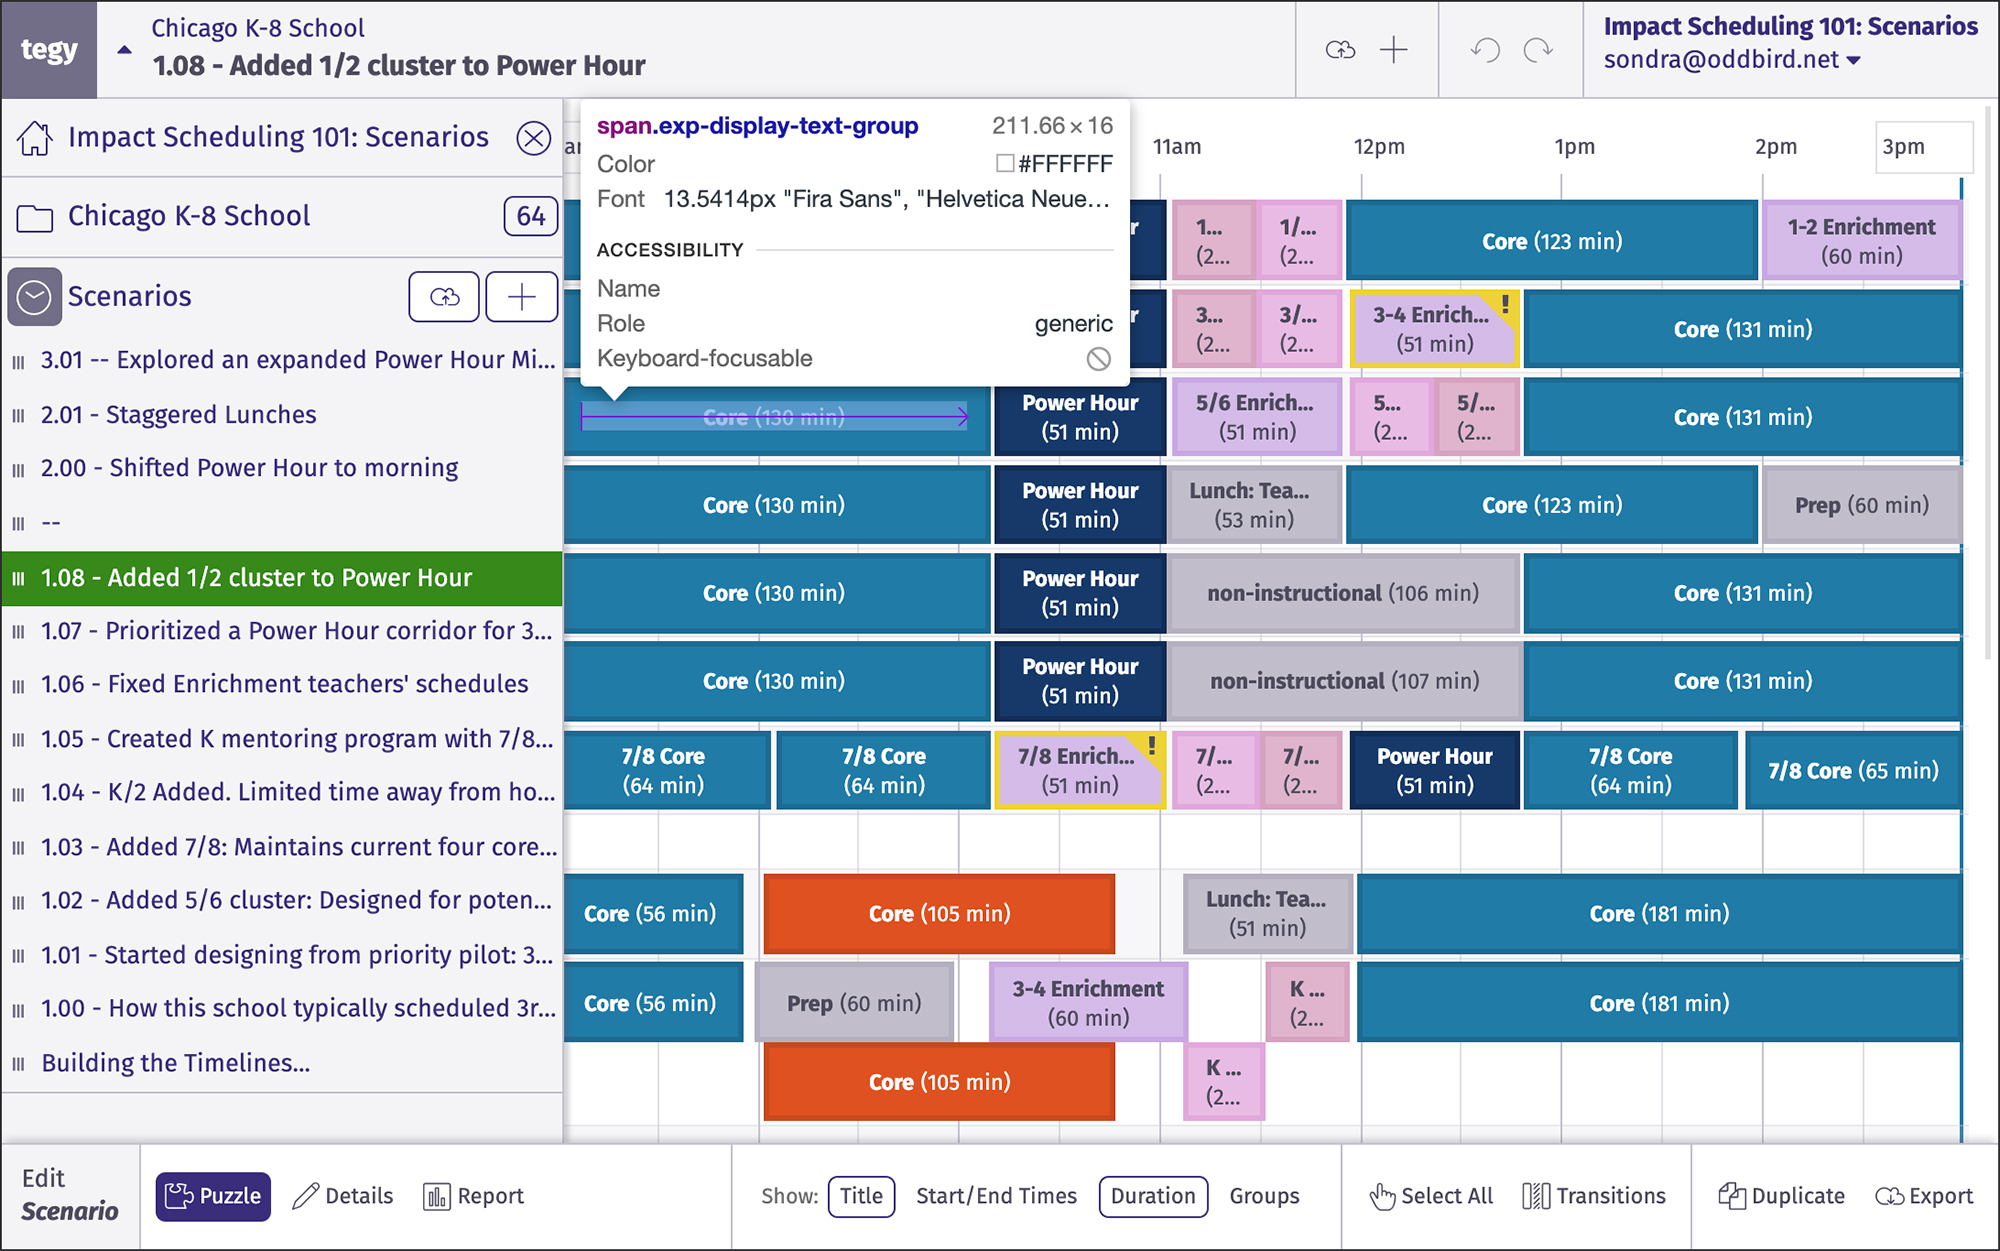 tegy
Chicago K-8 School
1.08 - Added 1/2 cluster to Power Hour
Impact Scheduling 101: Scenarios
sondra@oddbird.net
Impact Scheduling 101: Scenarios
Chicago K-8 School
64
Scenarios
3.01 -- Explored an expanded Power Hour Mi...
2.01 - Staggered Lunches
2.00 - Shifted Power Hour to morning
--
1.08 - Added 1/2 cluster to Power Hour
1.07 - Prioritized a Power Hour corridor for 3...
1.06 - Fixed Enrichment teachers' schedules
1.05 - Created K mentoring program with 7/8...
1.04 - K/2 Added. Limited time away from ho...
1.03 - Added 7/8: Maintains current four core...
1.02 - Added 5/6 cluster: Designed for poten...
1.01 - Started designing from priority pilot: 3...
1.00 - How this school typically scheduled 3r...
Building the Timelines...
span.exp-display-text-group
211.66×16
Color
#FFFFFF
Font
13.5414px "Fira Sans", "Helvetica Neue...
ACCESSIBILITY
Name
Role
generic
Keyboard-focusable
11am
12pm
1pm
2pm
3pm
1...
(2...
1/...
(2...
Core (123 min)
1-2 Enrichment
(60 min)
3...
(2...
3/...
(2...
3-4 Enrich...
(51 min)
!
Core (131 min)
Core (130 min)
Power Hour
(51 min)
5/6 Enrich...
(51 min)
5...
(2...
5/...
(2...
Core (131 min)
Core (130 min)
Power Hour
(51 min)
Lunch: Tea...
(53 min)
Core (123 min)
Prep (60 min)
Core (130 min)
Power Hour
(51 min)
non-instructional (106 min)
Core (131 min)
Core (130 min)
Power Hour
(51 min)
non-instructional (107 min)
Core (131 min)
7/8 Core
(64 min)
7/8 Core
(64 min)
7/8 Enrich...
(51 min)
!
7/...
(2...
7/...
(2...
Power Hour
(51 min)
7/8 Core
(64 min)
7/8 Core (65 min)
Core (56 min)
Core (105 min)
Lunch: Tea...
(51 min)
Core (181 min)
Core (56 min)
Prep (60 min)
3-4 Enrichment
(60 min)
K ...
(2...
Core (181 min)
Core (105 min)
K ...
(2...
Edit
Scenario
Puzzle
Details
Report
Show:
Title
Start/End Times
Duration
Groups
Select All
Transitions
Duplicate
Export